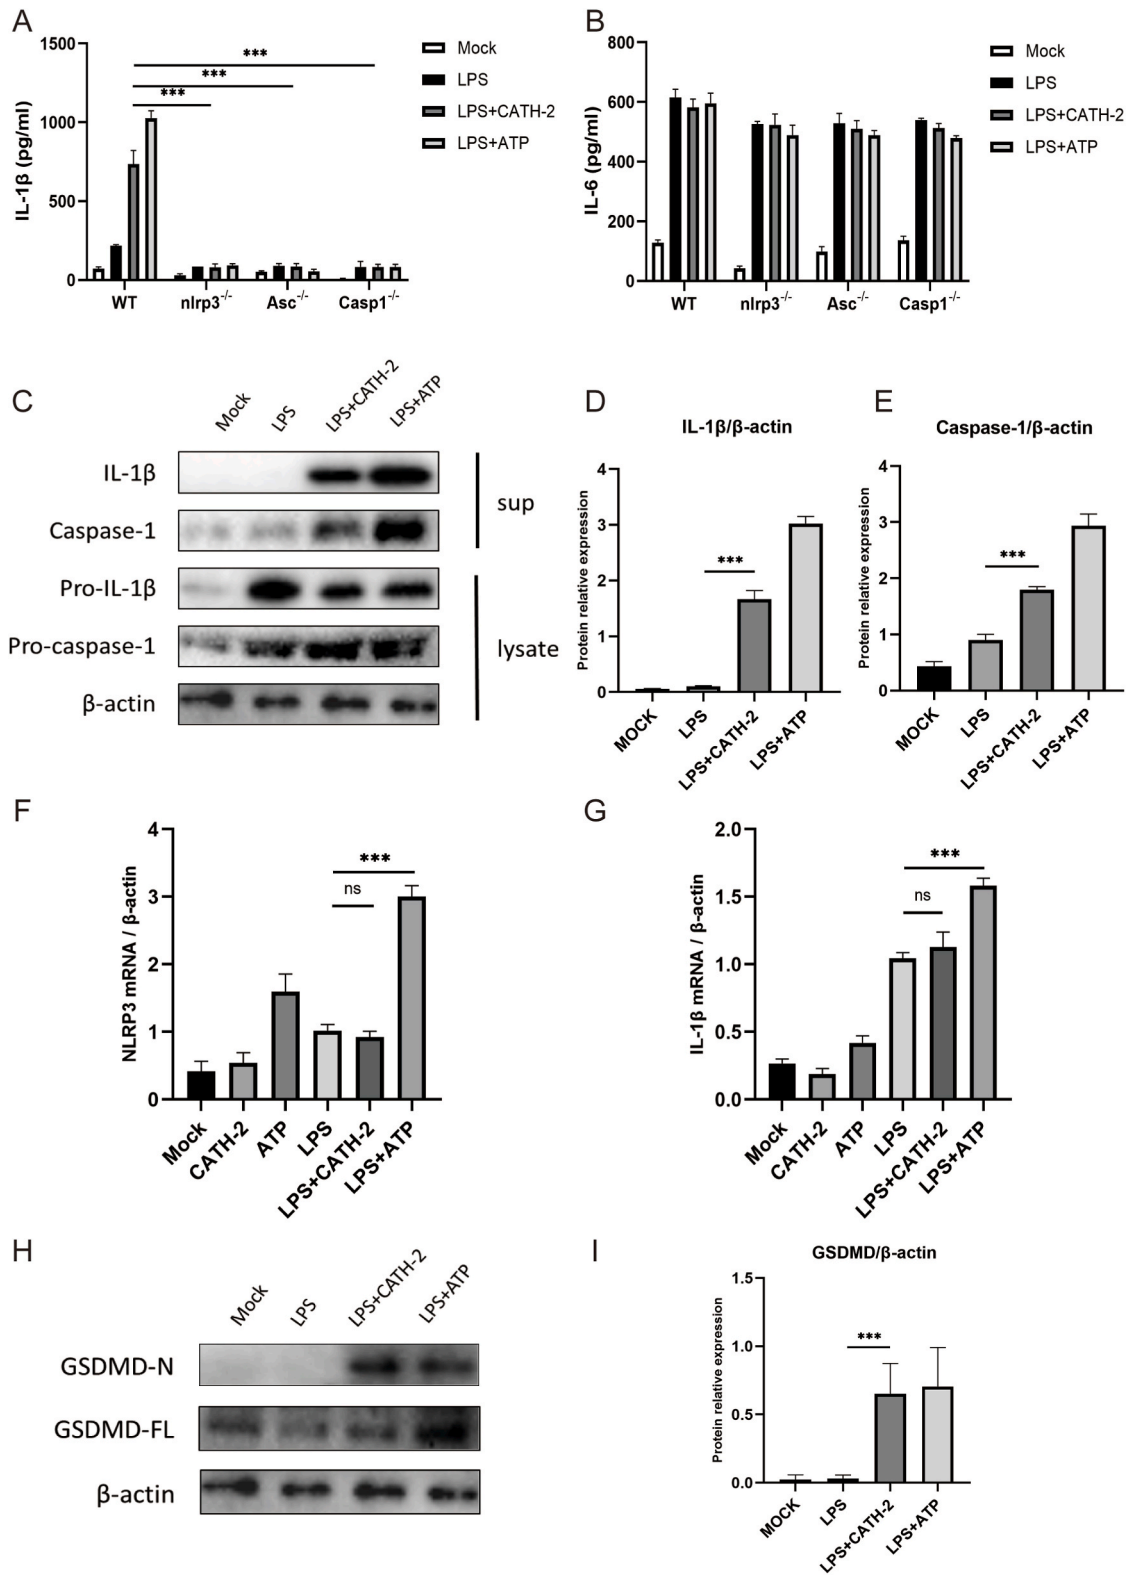 A
IL-1β (pg/ml)
1500
1000
500
0
***
***
***
WT
nlrp3-/-
Asc-/-
Casp1-/-
Mock
LPS
LPS+CATH-2
LPS+ATP
B
IL-6 (pg/ml)
800
600
400
200
0
WT
nlrp3-/-
Asc-/-
Casp1-/-
Mock
LPS
LPS+CATH-2
LPS+ATP
C
Mock
LPS
LPS+CATH-2
LPS+ATP
IL-1β
Caspase-1
sup
Pro-IL-1β
Pro-caspase-1
β-actin
lysate
D
IL-1β/β-actin
Protein relative expression
4
3
2
1
0
***
MOCK
LPS
LPS+CATH-2
LPS+ATP
E
Caspase-1/β-actin
Protein relative expression
4
3
2
1
0
***
MOCK
LPS
LPS+CATH-2
LPS+ATP
F
NLRP3 mRNA / β-actin
4
3
2
1
0
***
ns
Mock
CATH-2
ATP
LPS
LPS+CATH-2
LPS+ATP
G
IL-1β mRNA / β-actin
2.0
1.5
1.0
0.5
0.0
***
ns
Mock
CATH-2
ATP
LPS
LPS+CATH-2
LPS+ATP
H
Mock
LPS
LPS+CATH-2
LPS+ATP
GSDMD-N
GSDMD-FL
β-actin
I
GSDMD/β-actin
Protein relative expression
1.5
1.0
0.5
0.0
***
MOCK
LPS
LPS+CATH-2
LPS+ATP